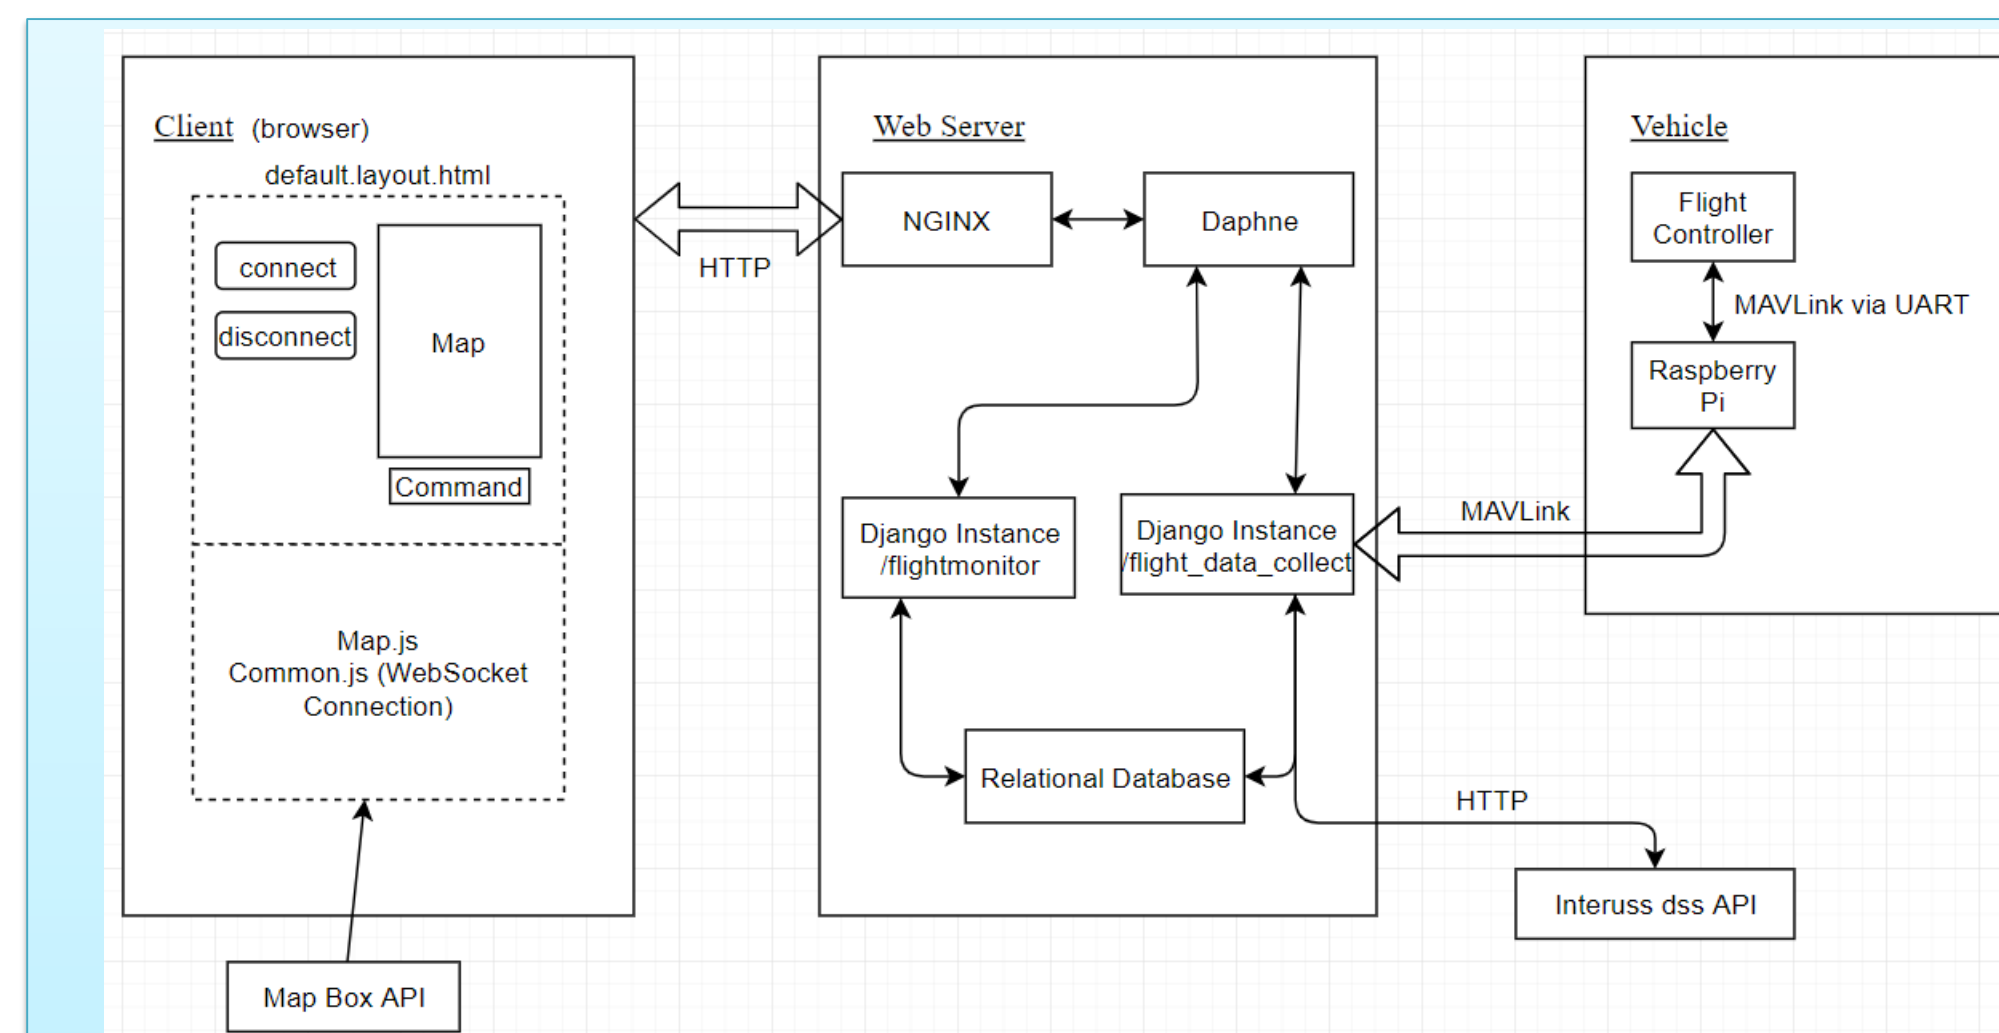 Client (browser)
default.layout.html
connect
disconnect
Map
Command
Map.js
Common.js (WebSocket
Connection)
Map Box API
HTTP
Web Server
NGINX
Daphne
Django Instance
/flightmonitor
Django Instance
/flight_data_collect
Relational Database
MAVLink
HTTP
Interuss dss API
Vehicle
Flight
Controller
MAVLink via UART
Raspberry
Pi